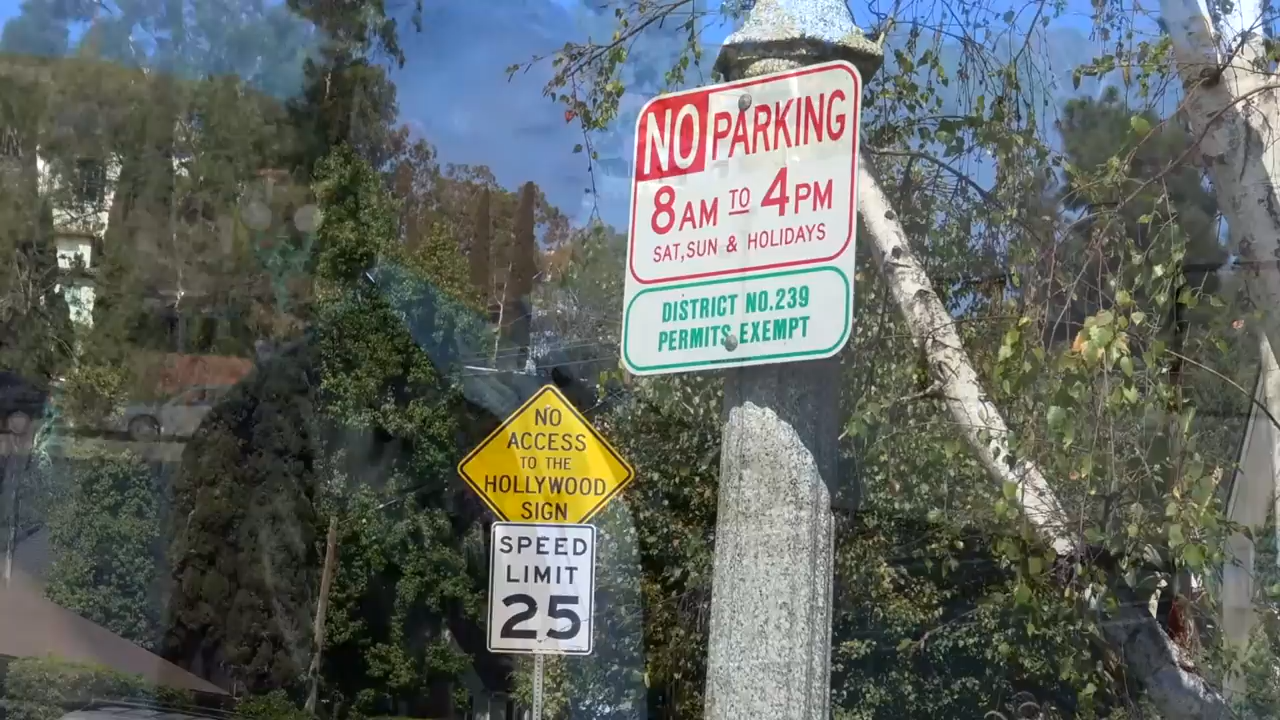 NO PARKING
8AM TO 4PM
SAT, SUN & HOLIDAYS
DISTRICT NO.239
PERMITS EXEMPT
NO
ACCESS
TO THE
HOLLYWOOD
SIGN
SPEED
LIMIT
25